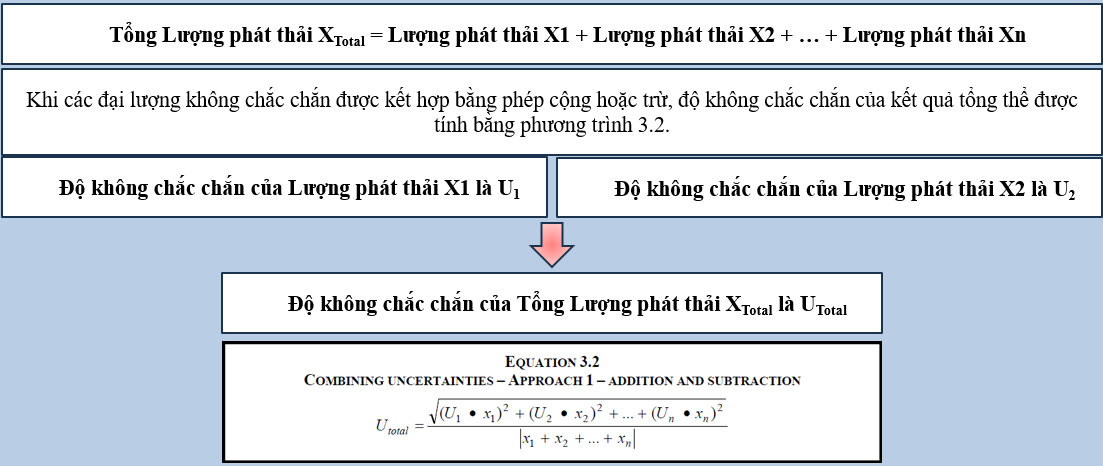 Tổng Lượng phát thải X_Total = Lượng phát thải X1 + Lượng phát thải X2 + … + Lượng phát thải Xn
Khi các đại lượng không chắc chắn được kết hợp bằng phép cộng hoặc trừ, độ không chắc chắn của kết quả tổng thể được
tính bằng phương trình 3.2.
Độ không chắc chắn của Lượng phát thải X1 là U₁
Độ không chắc chắn của Lượng phát thải X2 là U₂
Độ không chắc chắn của Tổng Lượng phát thải X_Total là U_Total
EQUATION 3.2
COMBINING UNCERTAINTIES – APPROACH 1 – ADDITION AND SUBTRACTION
U_total = √((U₁ • x₁)² + (U₂ • x₂)² + ... + (Uₙ • xₙ)²) / |x₁ + x₂ + ... + xₙ|